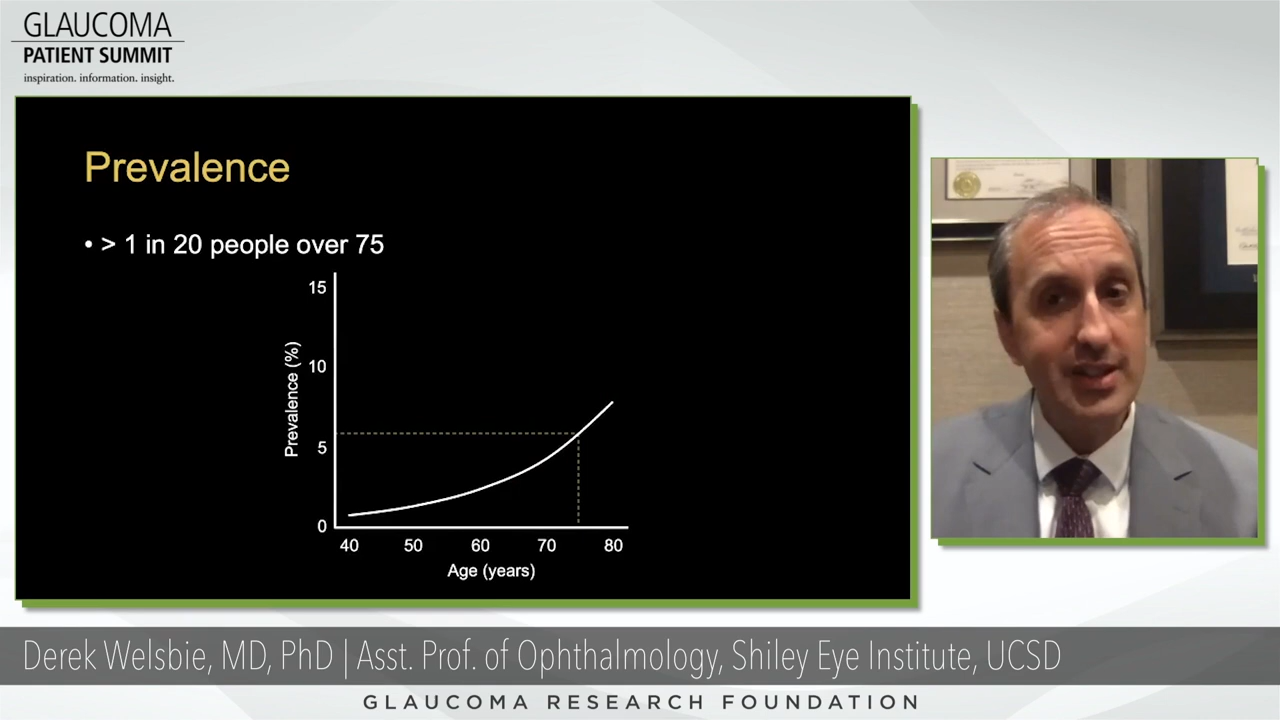 GLAUCOMA
PATIENT SUMMIT
inspiration. information. insight.
Prevalence
• > 1 in 20 people over 75
15
10
5
0
Prevalence (%)
40 50 60 70 80
Age (years)
Derek Welsbie, MD, PhD | Asst. Prof. of Ophthalmology, Shiley Eye Institute, UCSD
GLAUCOMA RESEARCH FOUNDATION